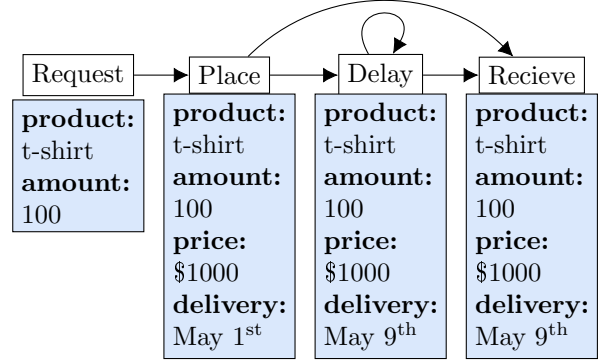 Request
Place
Delay
Recieve
product:
t-shirt
amount:
100
product:
t-shirt
amount:
100
price:
$1000
delivery:
May 1st
product:
t-shirt
amount:
100
price:
$1000
delivery:
May 9th
product:
t-shirt
amount:
100
price:
$1000
delivery:
May 9th